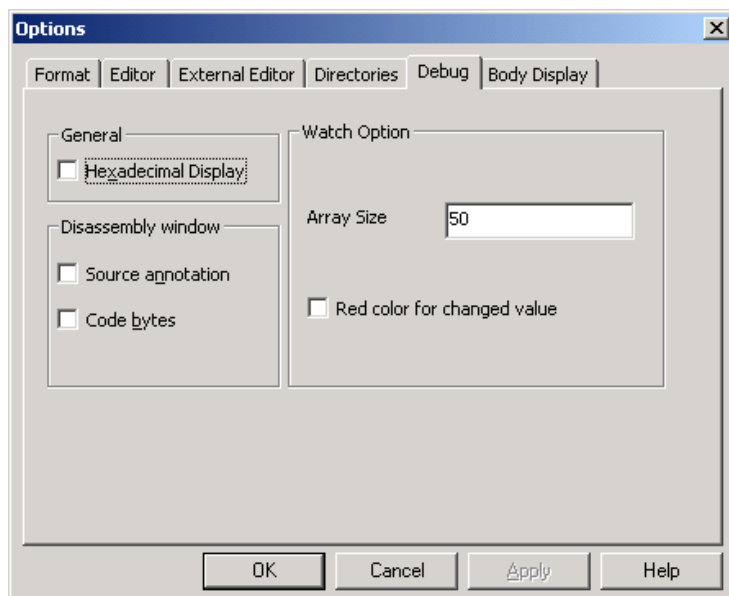 Options
Format Editor External Editor Directories Debug Body Display
General
Hexadecimal Display
Disassembly window
Source annotation
Code bytes
Watch Option
Array Size 50
Red color for changed value
OK Cancel Apply Help